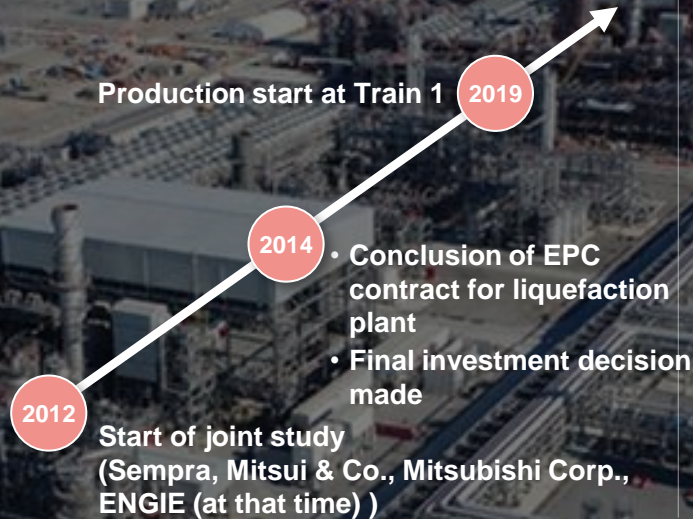 Production start at Train 1
2019
2014
• Conclusion of EPC
contract for liquefaction
plant
• Final investment decision
made
2012
Start of joint study
(Sempra, Mitsui & Co., Mitsubishi Corp.,
ENGIE (at that time) )